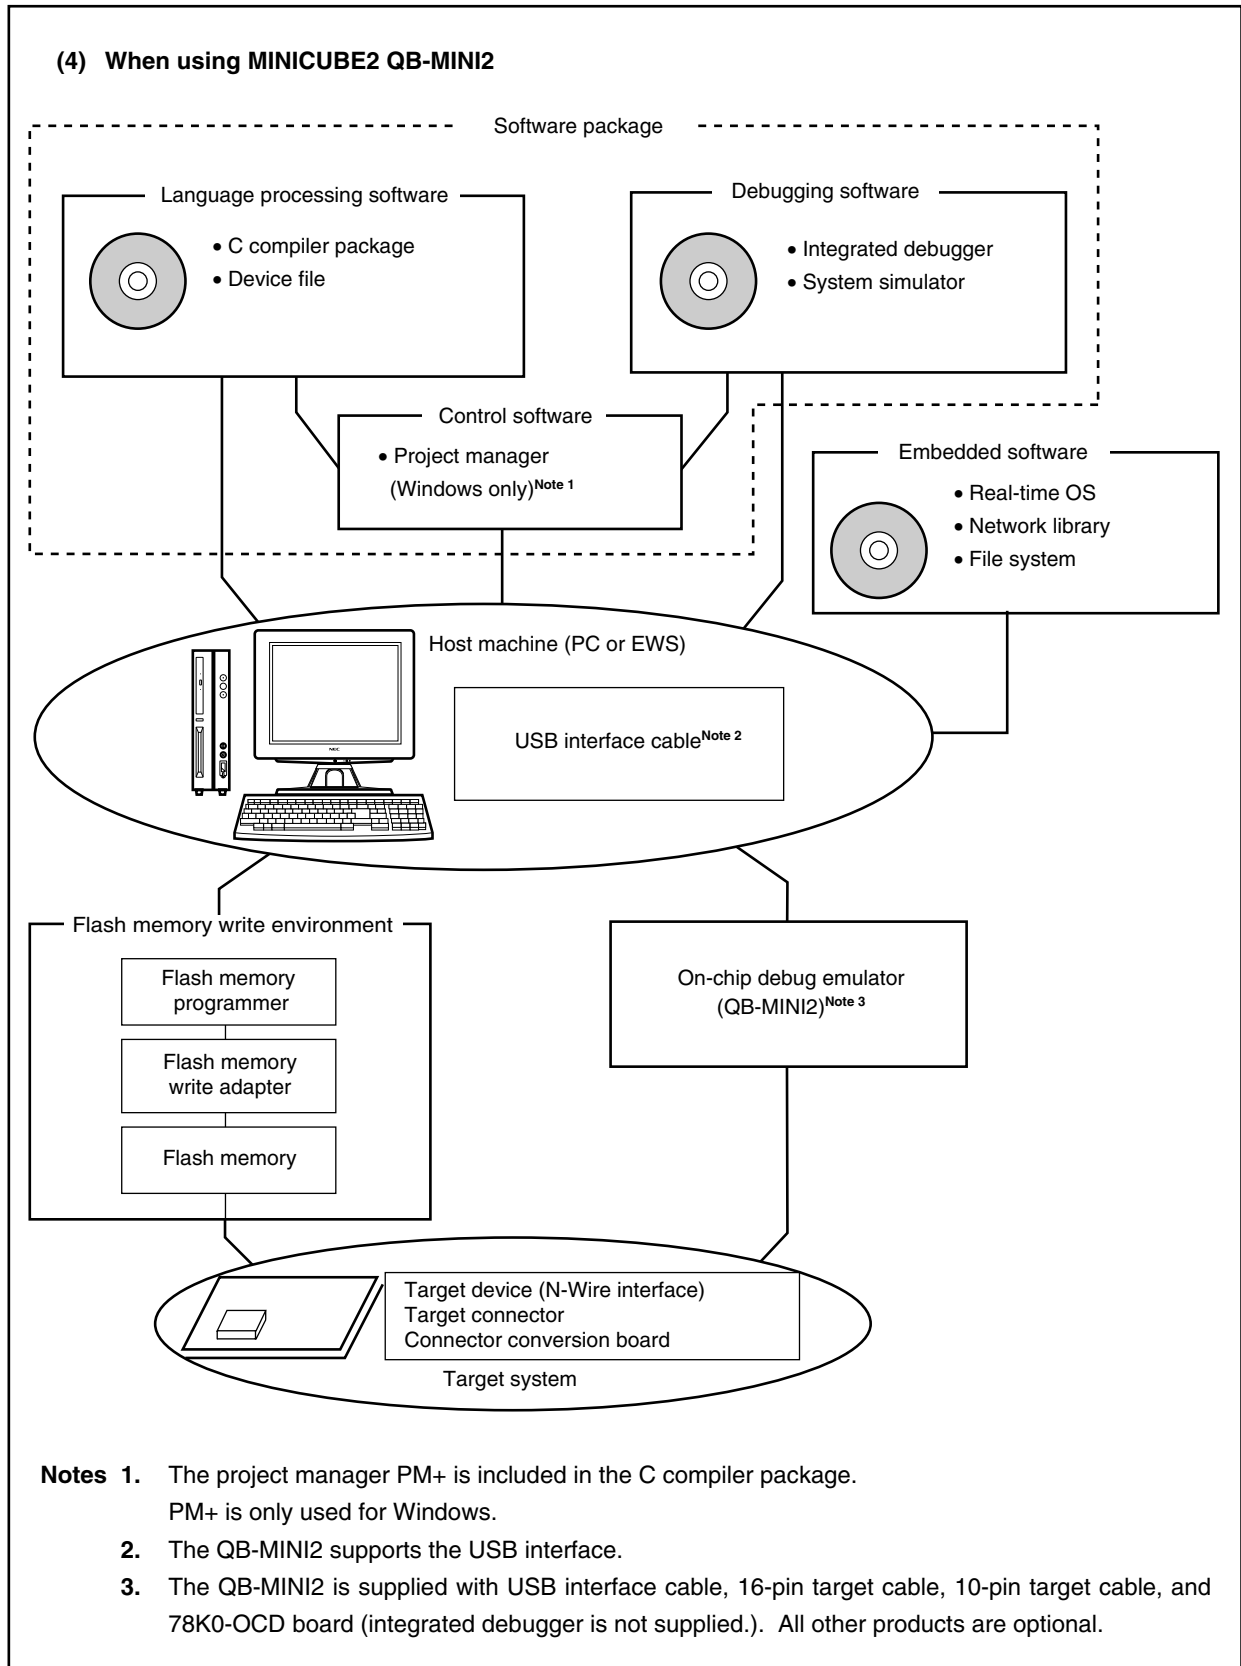 (4) When using MINICUBE2 QB-MINI2
Software package
Language processing software
• C compiler package
• Device file
Debugging software
• Integrated debugger
• System simulator
Control software
• Project manager
(Windows only)Note 1
Embedded software
• Real-time OS
• Network library
• File system
Host machine (PC or EWS)
USB interface cableNote 2
NEC
Flash memory write environment
Flash memory
programmer
Flash memory
write adapter
Flash memory
On-chip debug emulator
(QB-MINI2)Note 3
Target device (N-Wire interface)
Target connector
Connector conversion board
Target system
Notes 1. The project manager PM+ is included in the C compiler package.
PM+ is only used for Windows.
2. The QB-MINI2 supports the USB interface.
3. The QB-MINI2 is supplied with USB interface cable, 16-pin target cable, 10-pin target cable, and
78K0-OCD board (integrated debugger is not supplied.). All other products are optional.